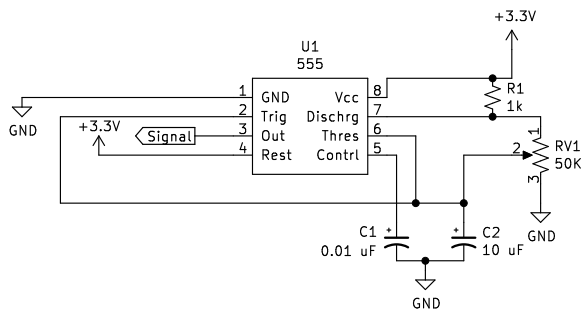 +3.3V
U1
555
1 GND Vcc 8
2 Trig Dischrg 7
3 Out Thres 6
4 Rest Contrl 5
GND
+3.3V
Signal
R1
1k
1
2
3
RV1
50K
GND
C1
0.01 uF
C2
10 uF
+
+
GND